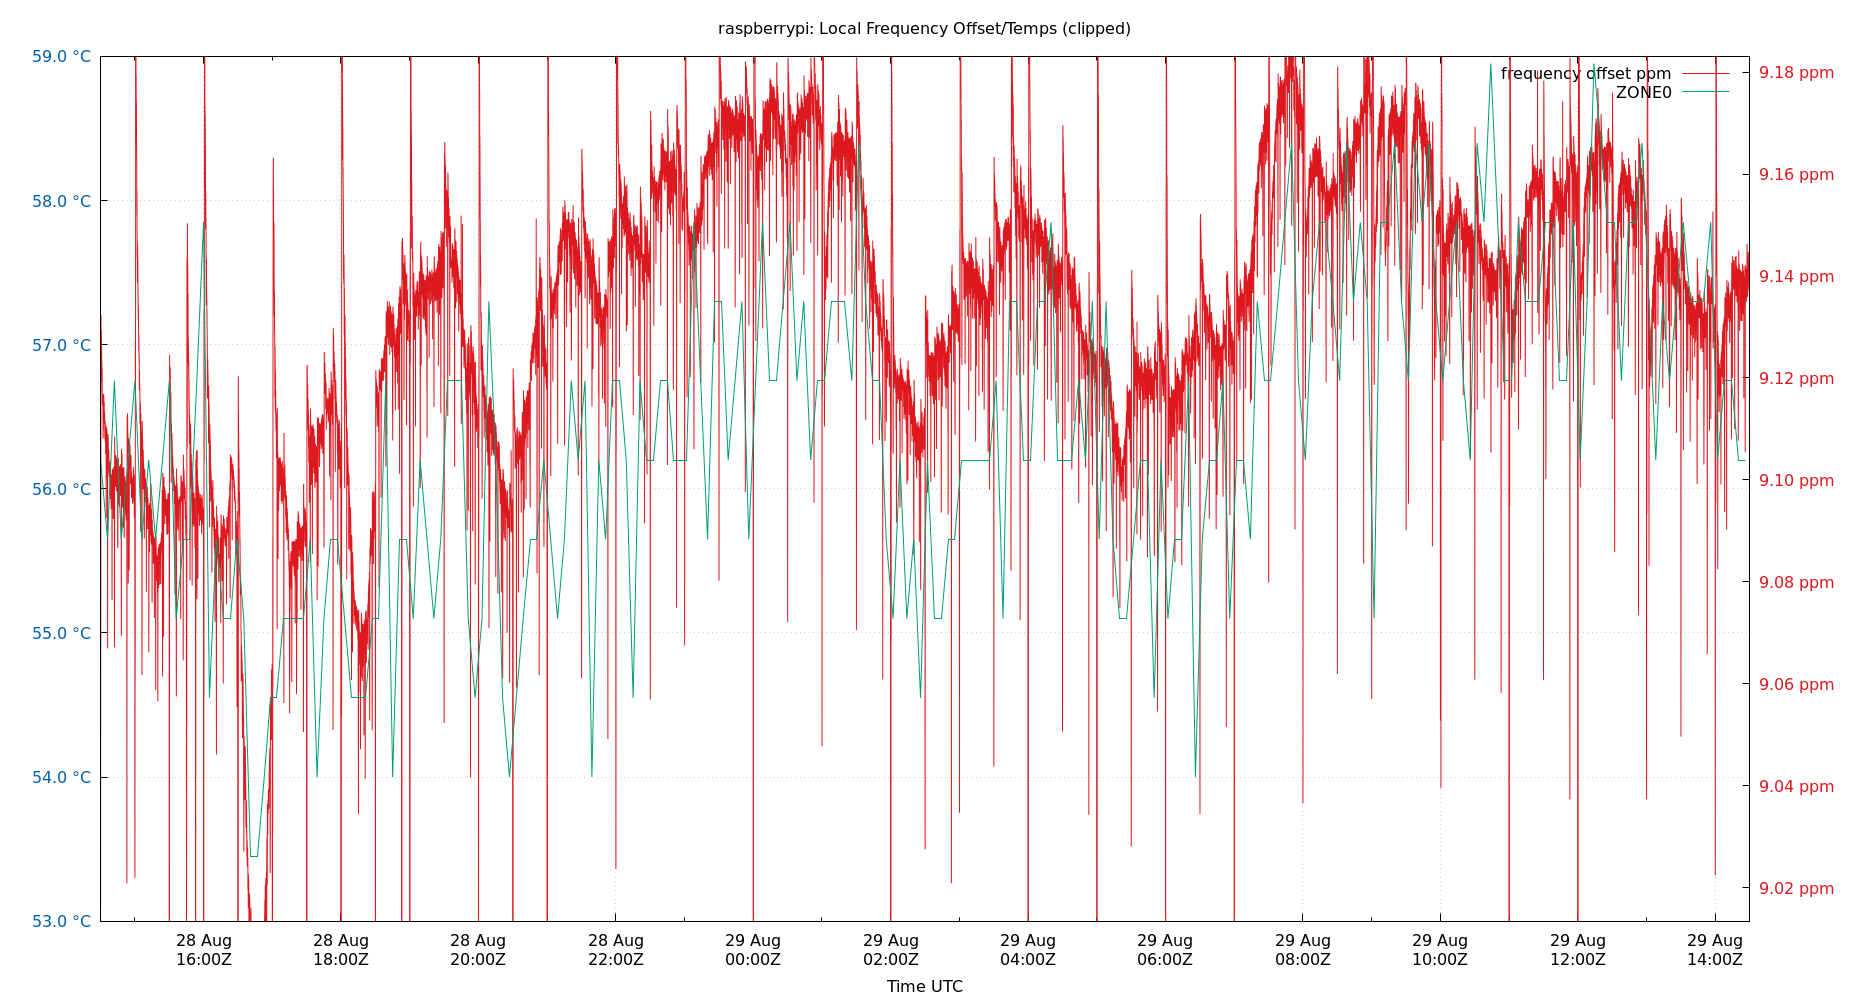 raspberrypi: Local Frequency Offset/Temps (clipped)
frequency offset ppm
ZONE0
59.0 °C
58.0 °C
57.0 °C
56.0 °C
55.0 °C
54.0 °C
53.0 °C
9.18 ppm
9.16 ppm
9.14 ppm
9.12 ppm
9.10 ppm
9.08 ppm
9.06 ppm
9.04 ppm
9.02 ppm
28 Aug 28 Aug 28 Aug 28 Aug 29 Aug 29 Aug 29 Aug 29 Aug 29 Aug 29 Aug 29 Aug 29 Aug
16:00Z 18:00Z 20:00Z 22:00Z 00:00Z 02:00Z 04:00Z 06:00Z 08:00Z 10:00Z 12:00Z 14:00Z
Time UTC